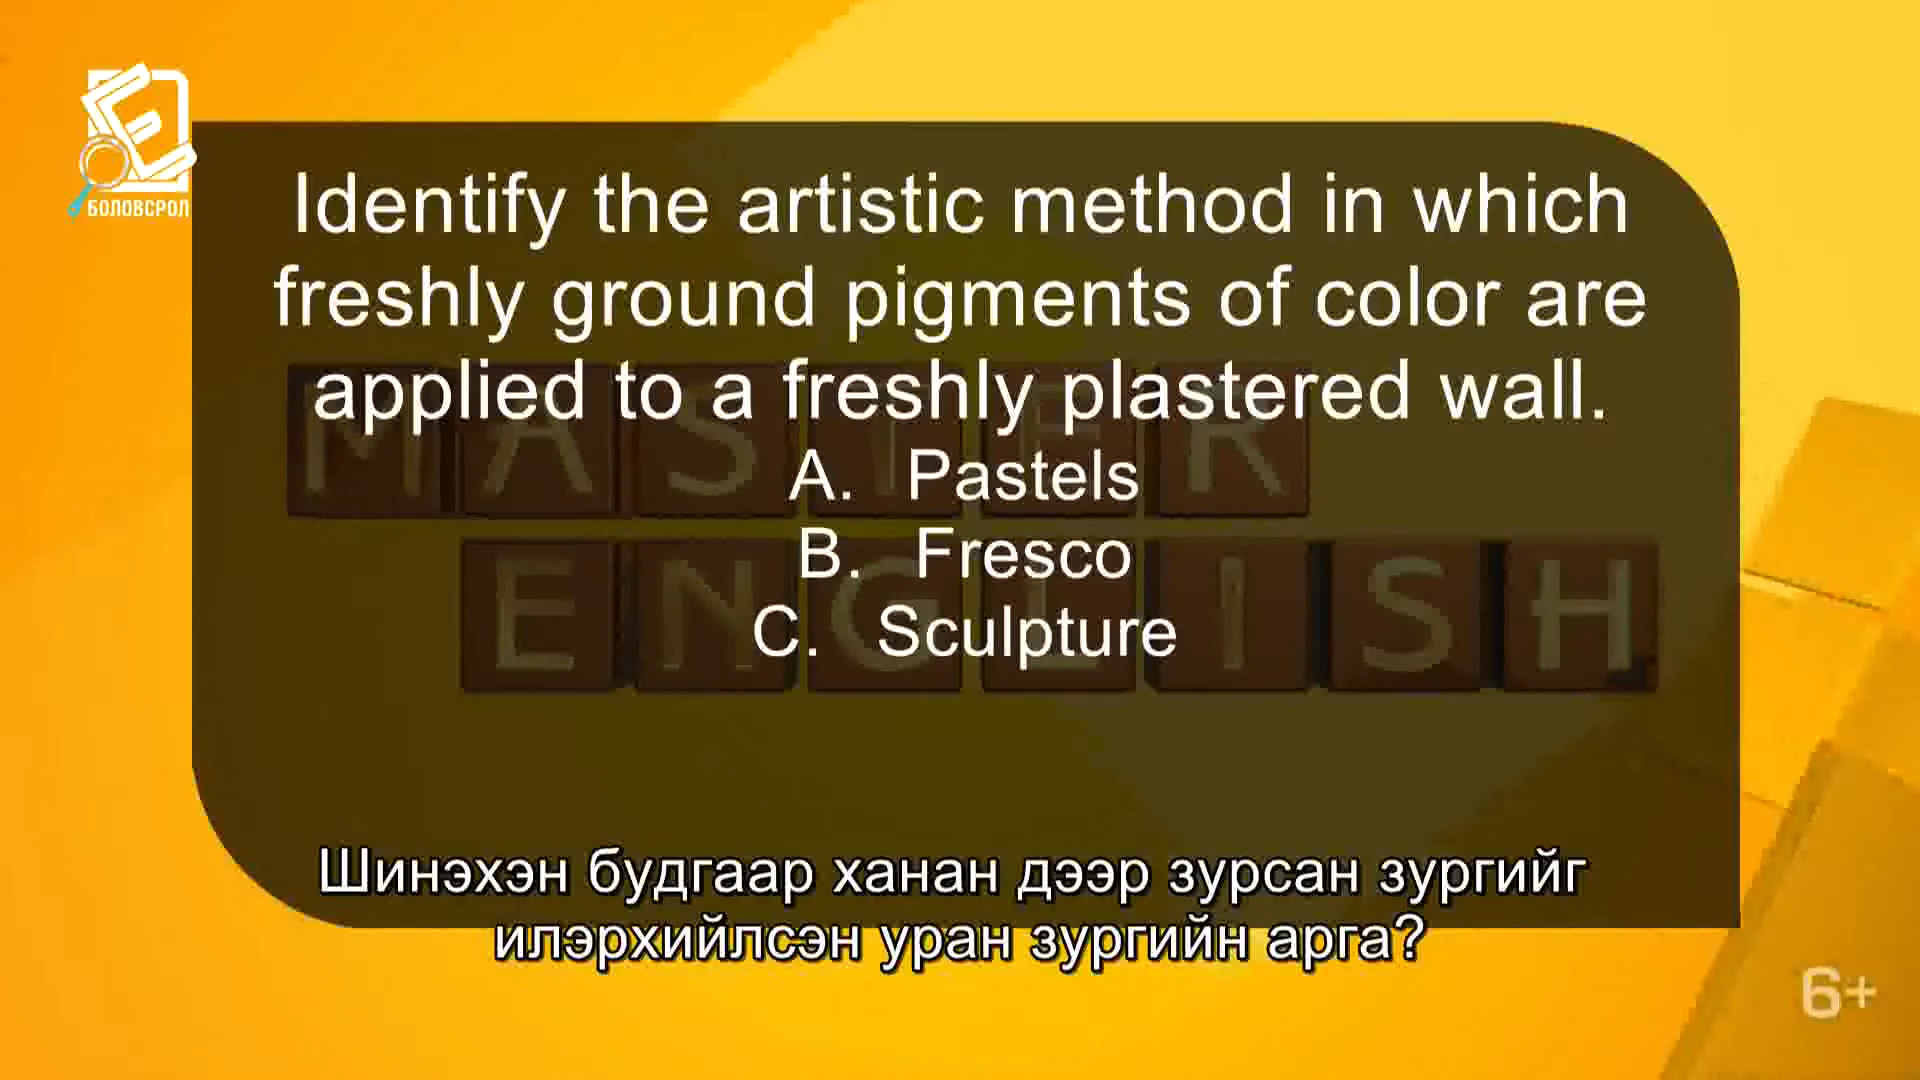 БОЛОВСРОЛ
Identify the artistic method in which
freshly ground pigments of color are
applied to a freshly plastered wall.
A. Pastels
B. Fresco
C. Sculpture
MASTER
ENGLISH
Шинэхэн будгаар ханан дээр зурсан зургийг
илэрхийлсэн уран зургийн арга?
6+